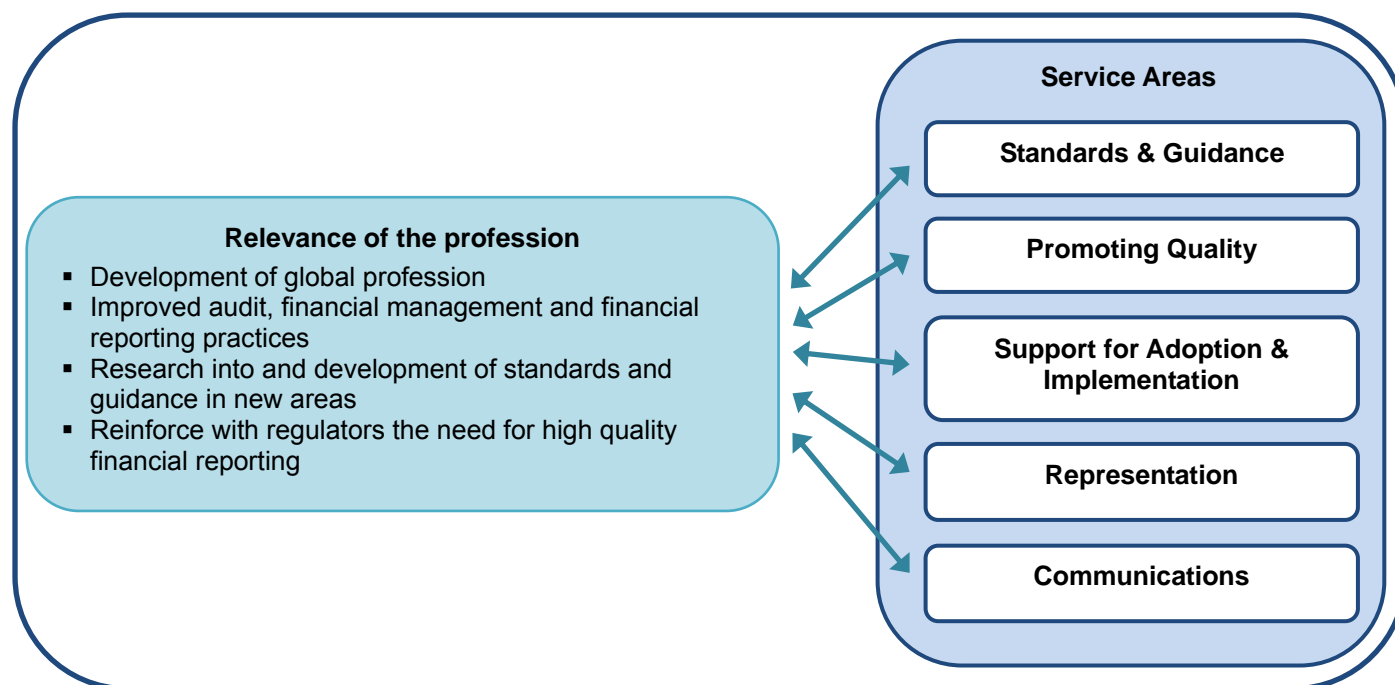 Relevance of the profession
▪ Development of global profession
▪ Improved audit, financial management and financial
reporting practices
▪ Research into and development of standards and
guidance in new areas
▪ Reinforce with regulators the need for high quality
financial reporting
Service Areas
Standards & Guidance
Promoting Quality
Support for Adoption &
Implementation
Representation
Communications